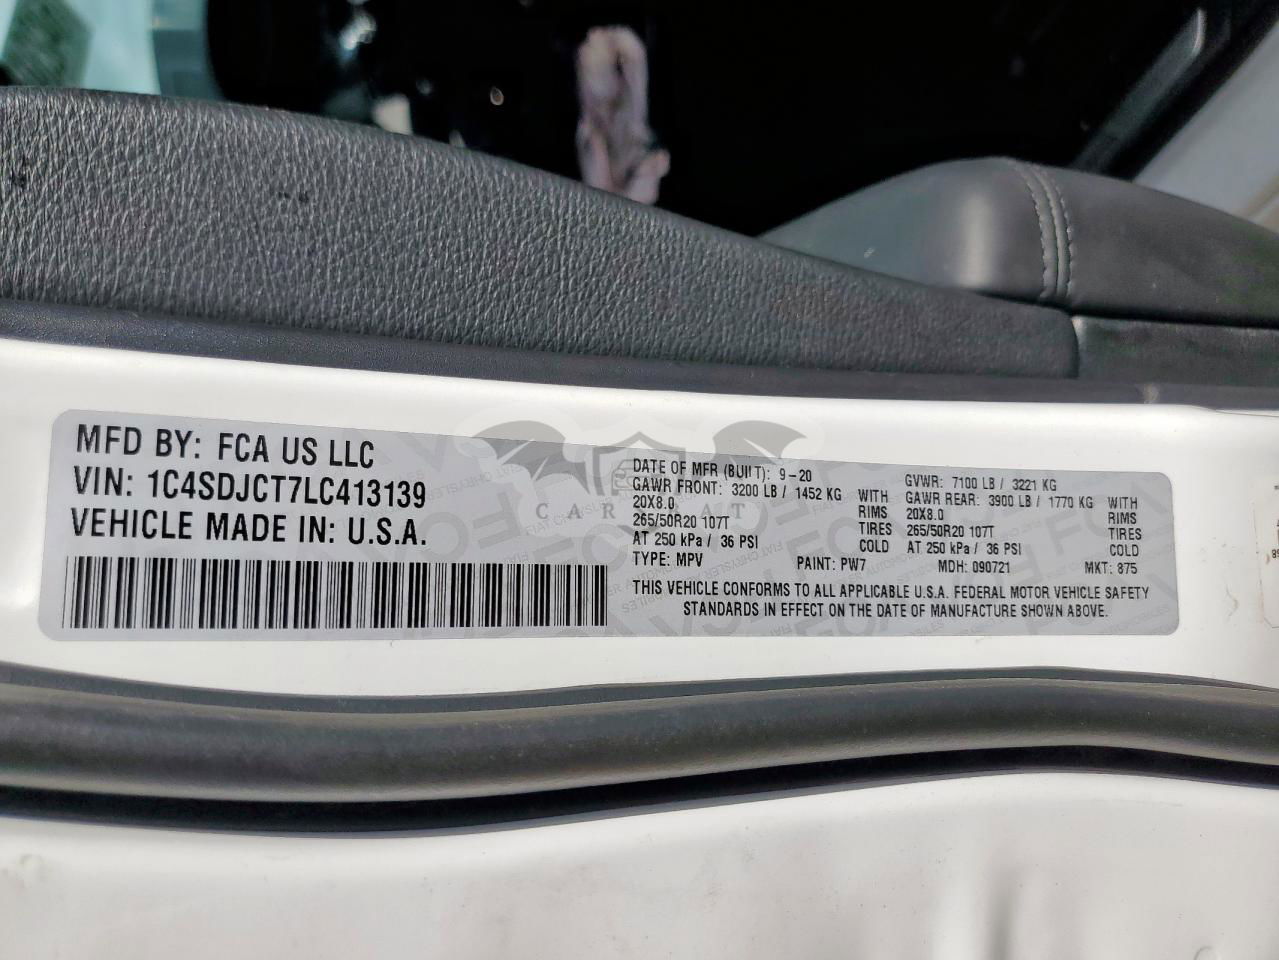 MFD BY: FCA US LLC
VIN: 1C4SDJCT7LC413139
VEHICLE MADE IN: U.S.A.
DATE OF MFR (BUILT): 9-20 GVWR: 7100 LB / 3221 KG
GAWR FRONT: 3200 LB / 1452 KG WITH GAWR REAR: 3900 LB / 1770 KG WITH
20X8.0 RIMS 20X8.0 RIMS
265/50R20 107T TIRES 265/50R20 107T TIRES
AT 250 kPa / 36 PSI COLD AT 250 kPa / 36 PSI COLD
TYPE: MPV PAINT: PW7 MDH: 090721 MKT: 875
THIS VEHICLE CONFORMS TO ALL APPLICABLE U.S.A. FEDERAL MOTOR VEHICLE SAFETY
STANDARDS IN EFFECT ON THE DATE OF MANUFACTURE SHOWN ABOVE.